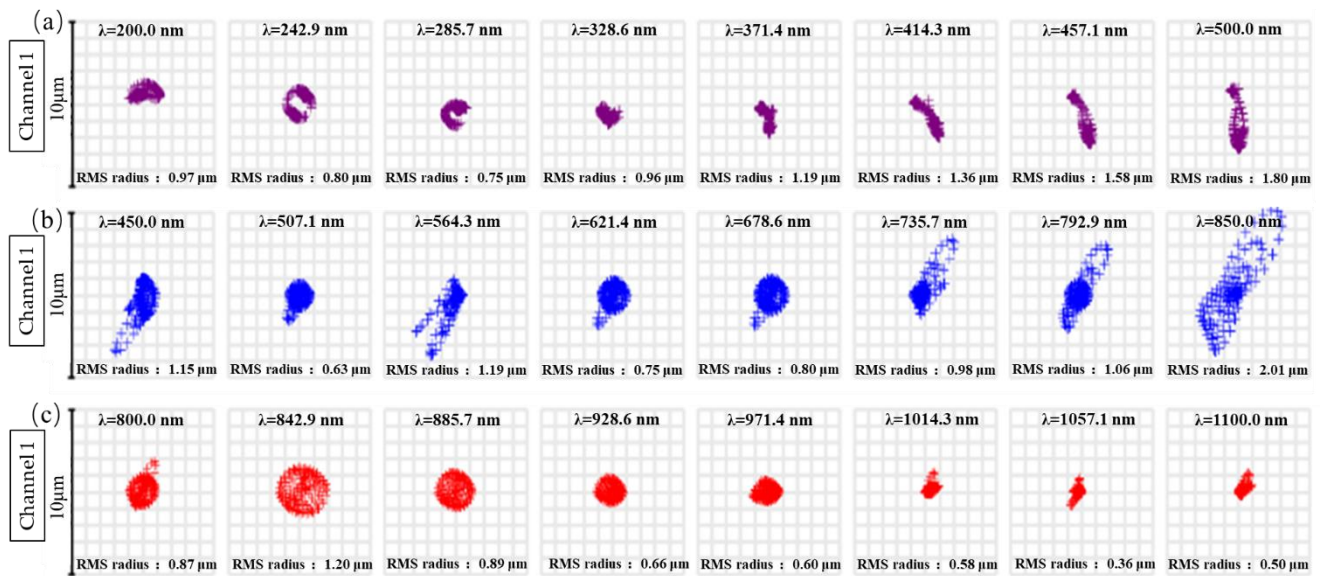 (a)
Channel 1
10μm
λ=200.0 nm λ=242.9 nm λ=285.7 nm λ=328.6 nm λ=371.4 nm λ=414.3 nm λ=457.1 nm λ=500.0 nm
RMS radius : 0.97 μm RMS radius : 0.80 μm RMS radius : 0.75 μm RMS radius : 0.96 μm RMS radius : 1.19 μm RMS radius : 1.36 μm RMS radius : 1.58 μm RMS radius : 1.80 μm
(b)
Channel 1
10μm
λ=450.0 nm λ=507.1 nm λ=564.3 nm λ=621.4 nm λ=678.6 nm λ=735.7 nm λ=792.9 nm λ=850.0 nm
RMS radius : 1.15 μm RMS radius : 0.63 μm RMS radius : 1.19 μm RMS radius : 0.75 μm RMS radius : 0.80 μm RMS radius : 0.98 μm RMS radius : 1.06 μm RMS radius : 2.01 μm
(c)
Channel 1
10μm
λ=800.0 nm λ=842.9 nm λ=885.7 nm λ=928.6 nm λ=971.4 nm λ=1014.3 nm λ=1057.1 nm λ=1100.0 nm
RMS radius : 0.87 μm RMS radius : 1.20 μm RMS radius : 0.89 μm RMS radius : 0.66 μm RMS radius : 0.60 μm RMS radius : 0.58 μm RMS radius : 0.36 μm RMS radius : 0.50 μm